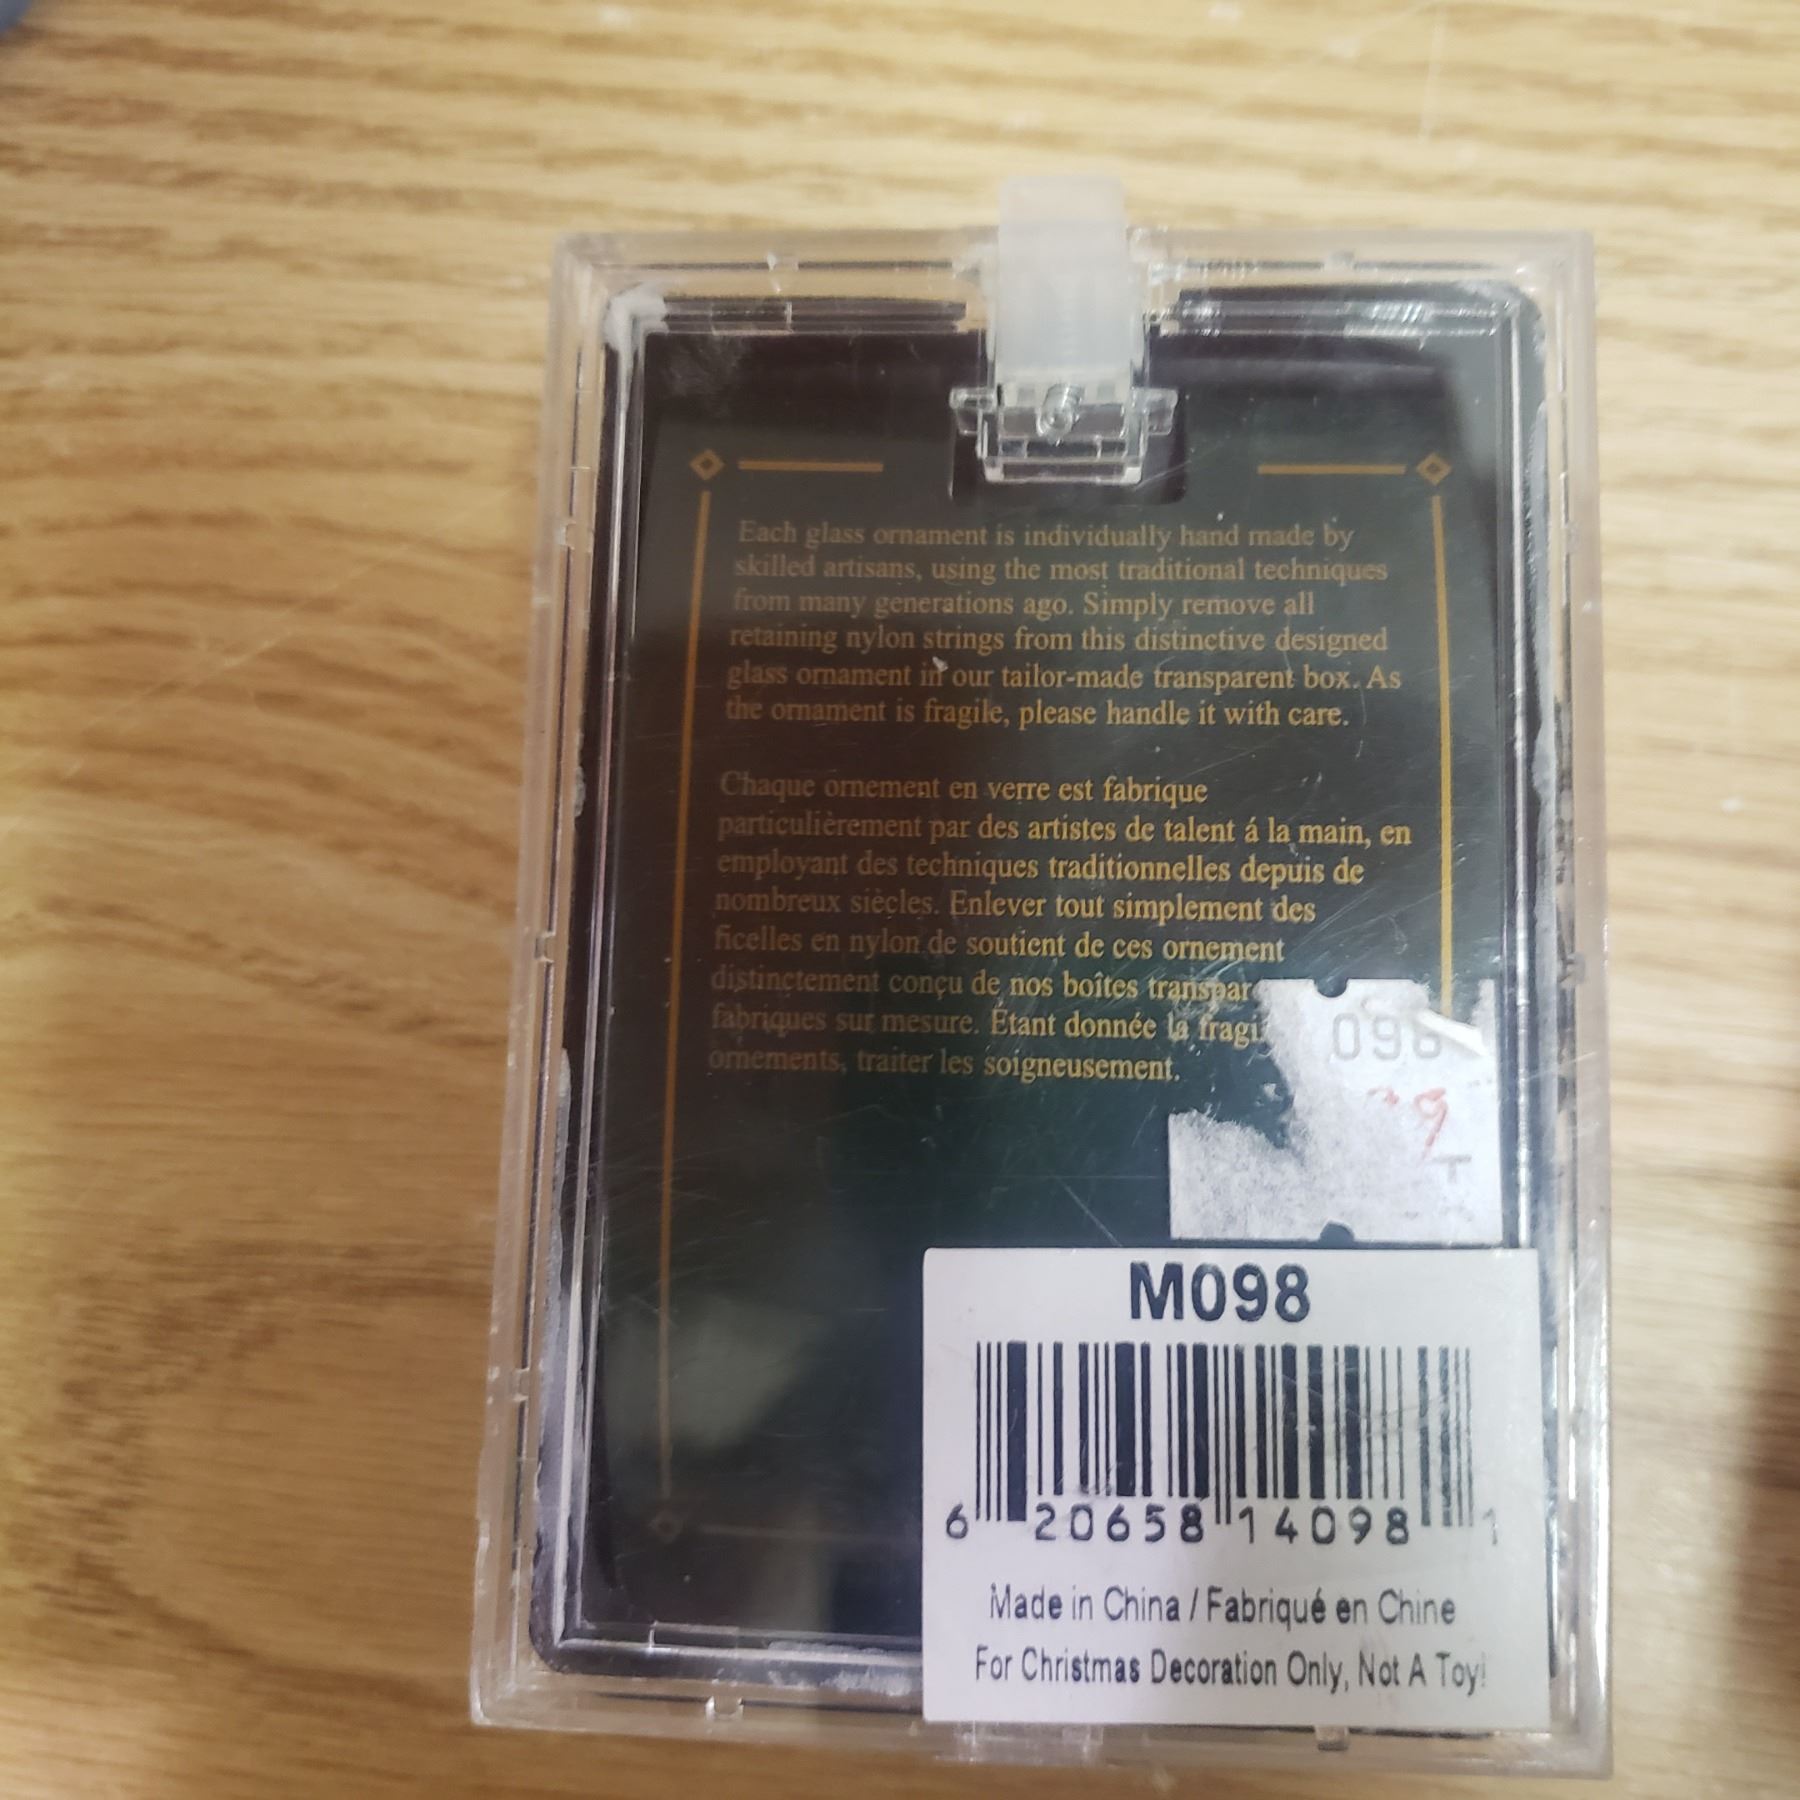 Each glass ornament is individually hand made by
skilled artisans, using the most traditional techniques
from many generations ago. Simply remove all
retaining nylon strings from this distinctive designed
glass ornament in our tailor-made transparent box. As
the ornament is fragile, please handle it with care.
Chaque ornement en verre est fabrique
particulièrement par des artistes de talent á la main, en
employant des techniques traditionnelles depuis de
nombreux siècles. Enlever tout simplement des
ficelles en nylon de soutient de ces ornement
distinctement conçu de nos boîtes transpar
fabriques sur mesure. Étant donnée la fragi
ornements, traiter les soigneusement.
098
M098
6 20658 14098 1
Made in China / Fabriqué en Chine
For Christmas Decoration Only, Not A Toy!